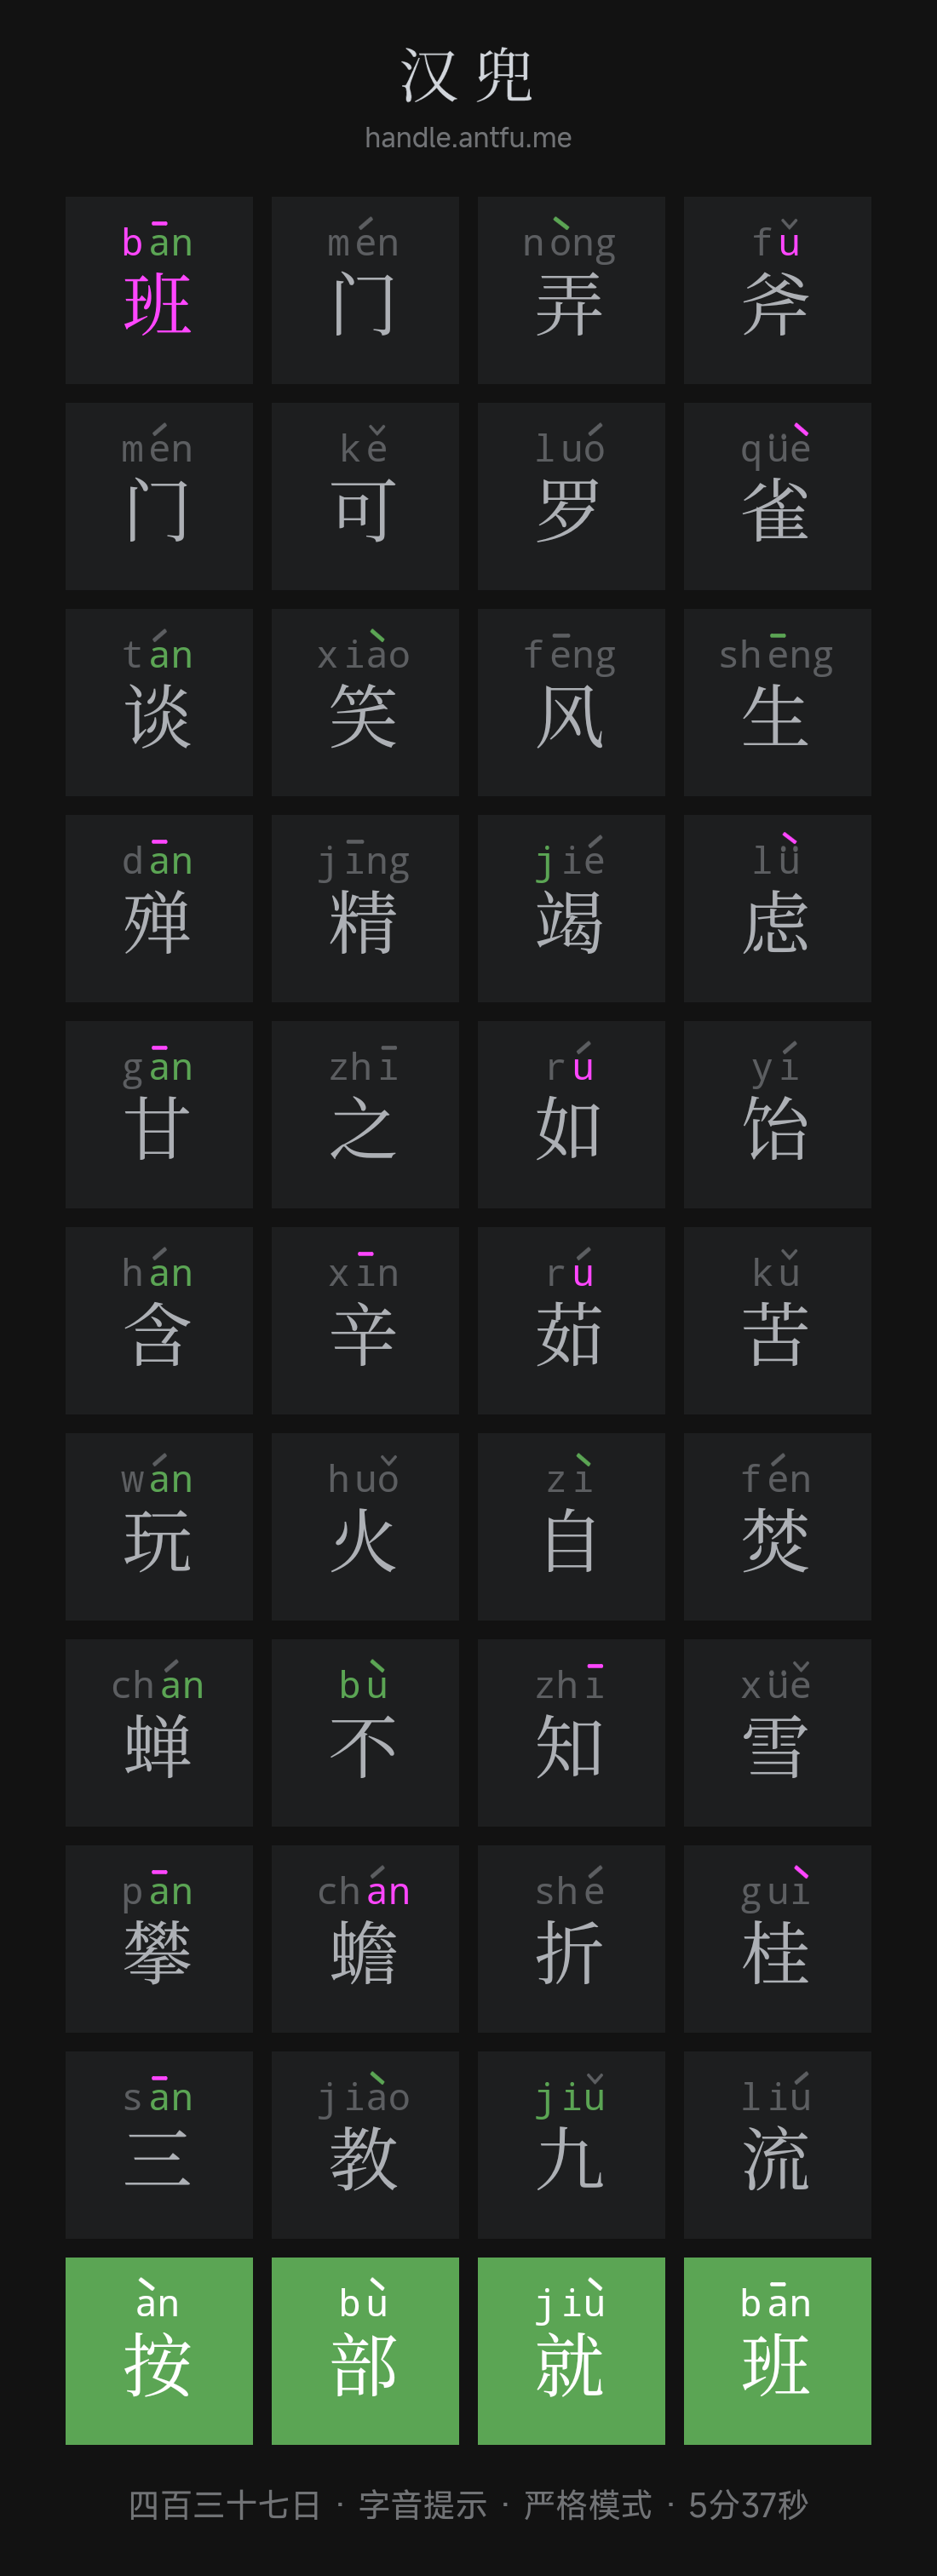 汉兜
handle.antfu.me
bān mén nòng fǔ
班 门 弄 斧
mén kě luó qüè
门 可 罗 雀
tán xiào fēng shēng
谈 笑 风 生
dān jīng jié lǜ
殚 精 竭 虑
gān zhī rú yí
甘 之 如 饴
hán xīn rú kǔ
含 辛 茹 苦
wán huǒ zì fén
玩 火 自 焚
chán bù zhī xüě
蝉 不 知 雪
pān chán shé guì
攀 蟾 折 桂
sān jiào jiǔ liú
三 教 九 流
àn bù jiù bān
按 部 就 班
四百三十七日 · 字音提示 · 严格模式 · 5分37秒